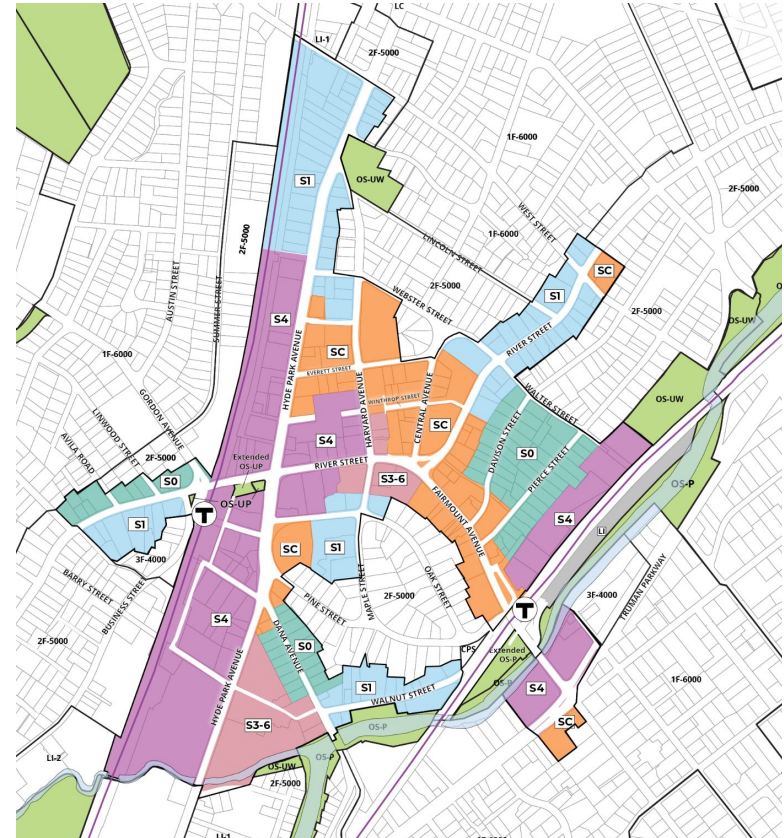 LC
LI-1
2F-5000
1F-6000
OS-UW
2F-5000
S1
WEST STREET
2F-5000
LINCOLN STREET
1F-6000
SC
S1
2F-5000
WEBSTER STREET
2F-5000
OS-UW
AUSTIN STREET
SUMMER STREET
S4
RIVER STREET
1F-6000
HYDE PARK AVENUE
SC
EVERETT STREET
HARVARD AVENUE
WINTHROP STREET
CENTRAL AVENUE
SC
WALTER STREET
OS-UW
GORDON AVENUE
LINWOOD STREET
AVILA ROAD
S4
DAVISON STREET
S0
PIERCE STREET
2F-5000
Extended
OS-UP
RIVER STREET
S3-6
S0
OS-UP
OS-P
FAIRMOUNT AVENUE
S4
T
S1
LI
SC
S1
3F-4000
MAPLE STREET
OAK STREET
BARRY STREET
BUSINESS STREET
PINE STREET
2F-5000
3F-4000
TRUMAN PARKWAY
T
2F-5000
S4
DANA AVENUE
S0
CPS
Extended
OS-P
1F-6000
HYDE PARK AVENUE
S1
WALNUT STREET
OS-P
S4
S3-6
OS-P
SC
LI-2
OS-UW
OS-P
2F-5000
LI-1
1F-6000